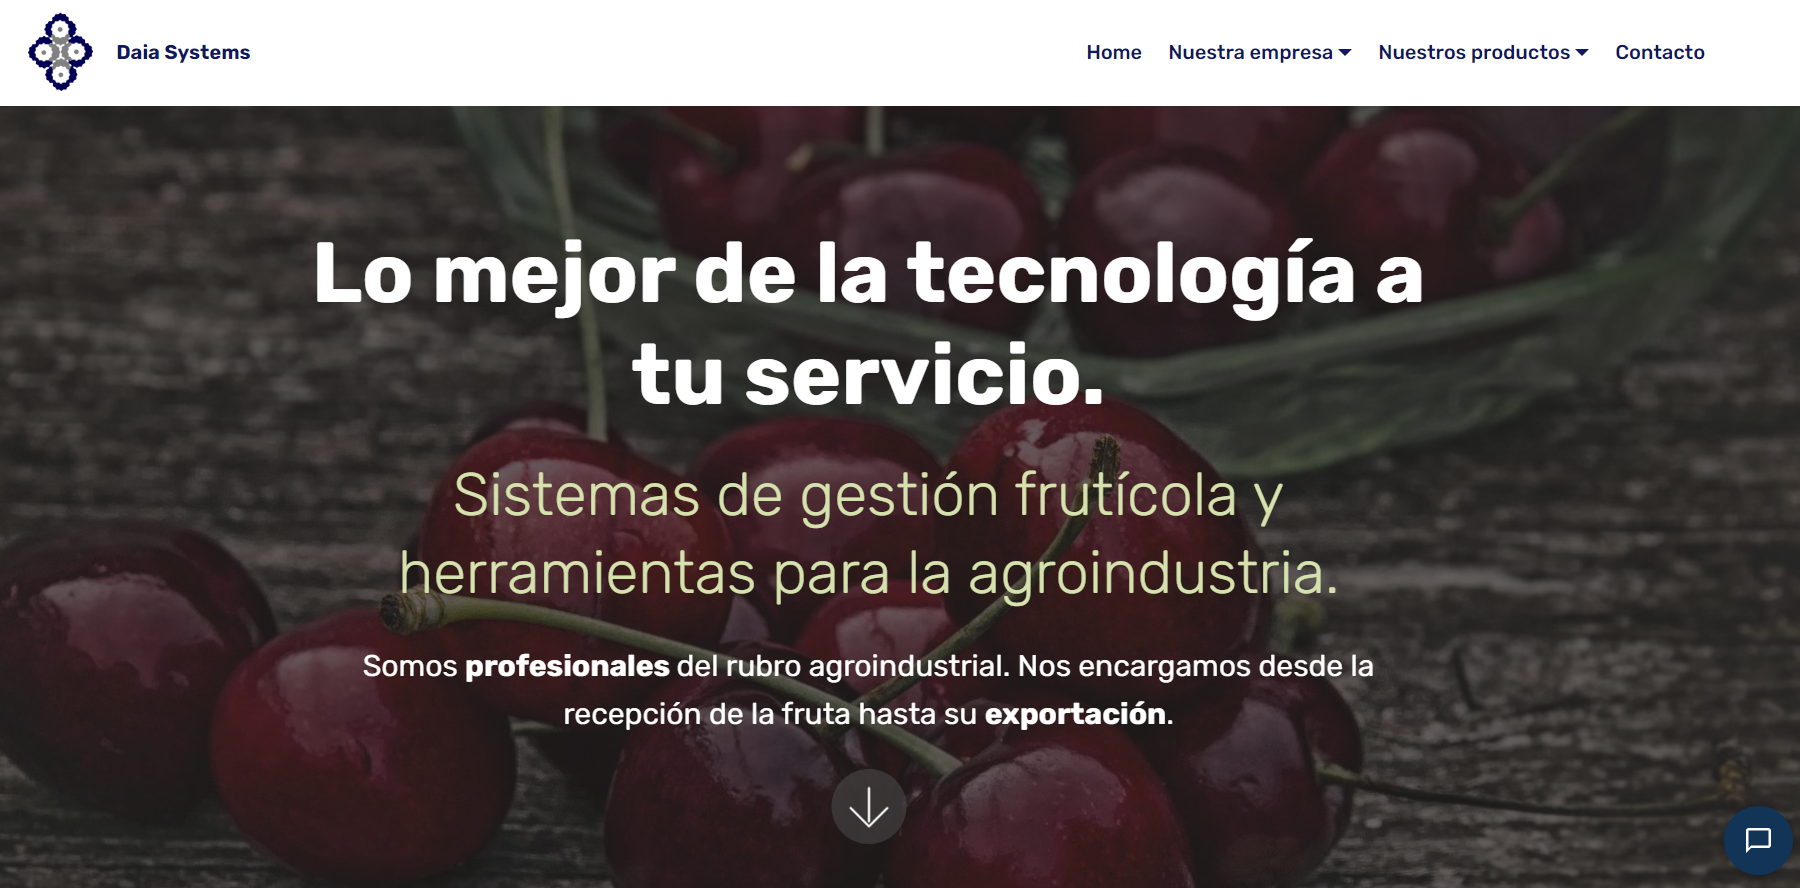 Daia Systems
Home
Nuestra empresa
Nuestros productos
Contacto
Lo mejor de la tecnología a
tu servicio.
Sistemas de gestión frutícola y
herramientas para la agroindustria.
Somos profesionales del rubro agroindustrial. Nos encargamos desde la
recepción de la fruta hasta su exportación.